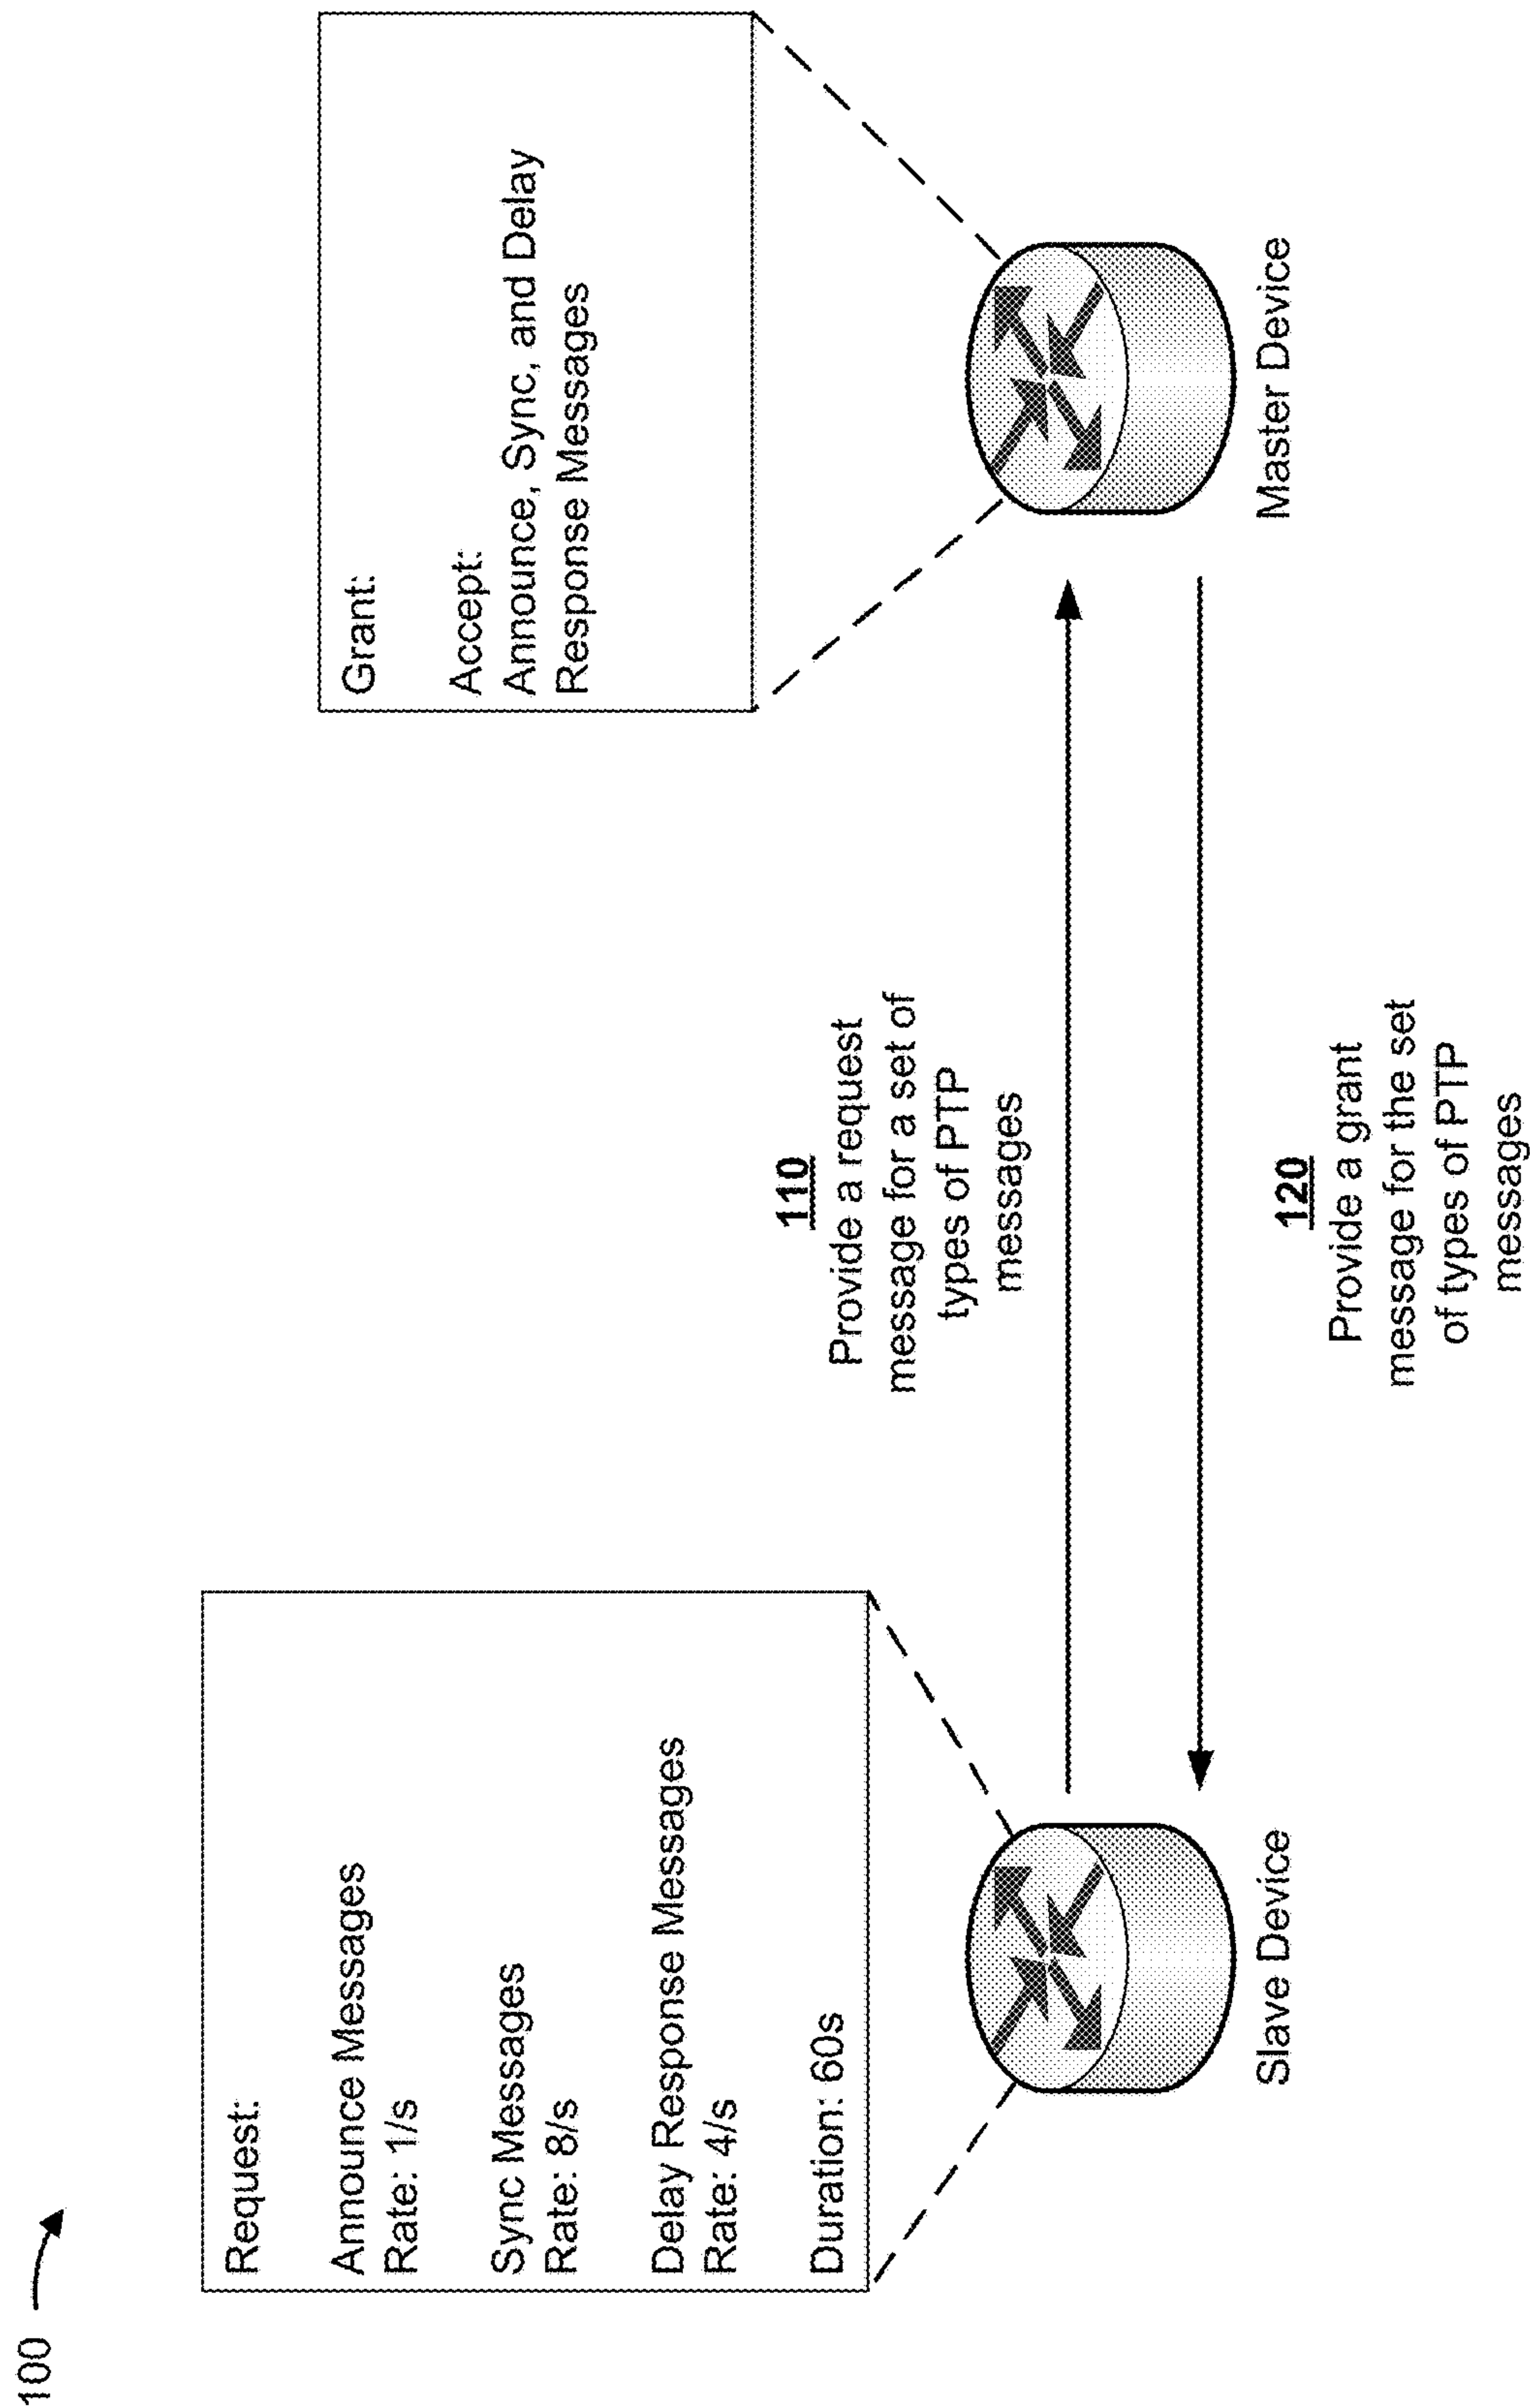 100
Request:
Announce Messages
Rate: 1/s
Sync Messages
Rate: 8/s
Delay Response Messages
Rate: 4/s
Duration: 60s
Slave Device
110
Provide a request
message for a set of
types of PTP
messages
120
Provide a grant
message for the set
of types of PTP
messages
Grant:
Accept:
Announce, Sync, and Delay
Response Messages
Master Device